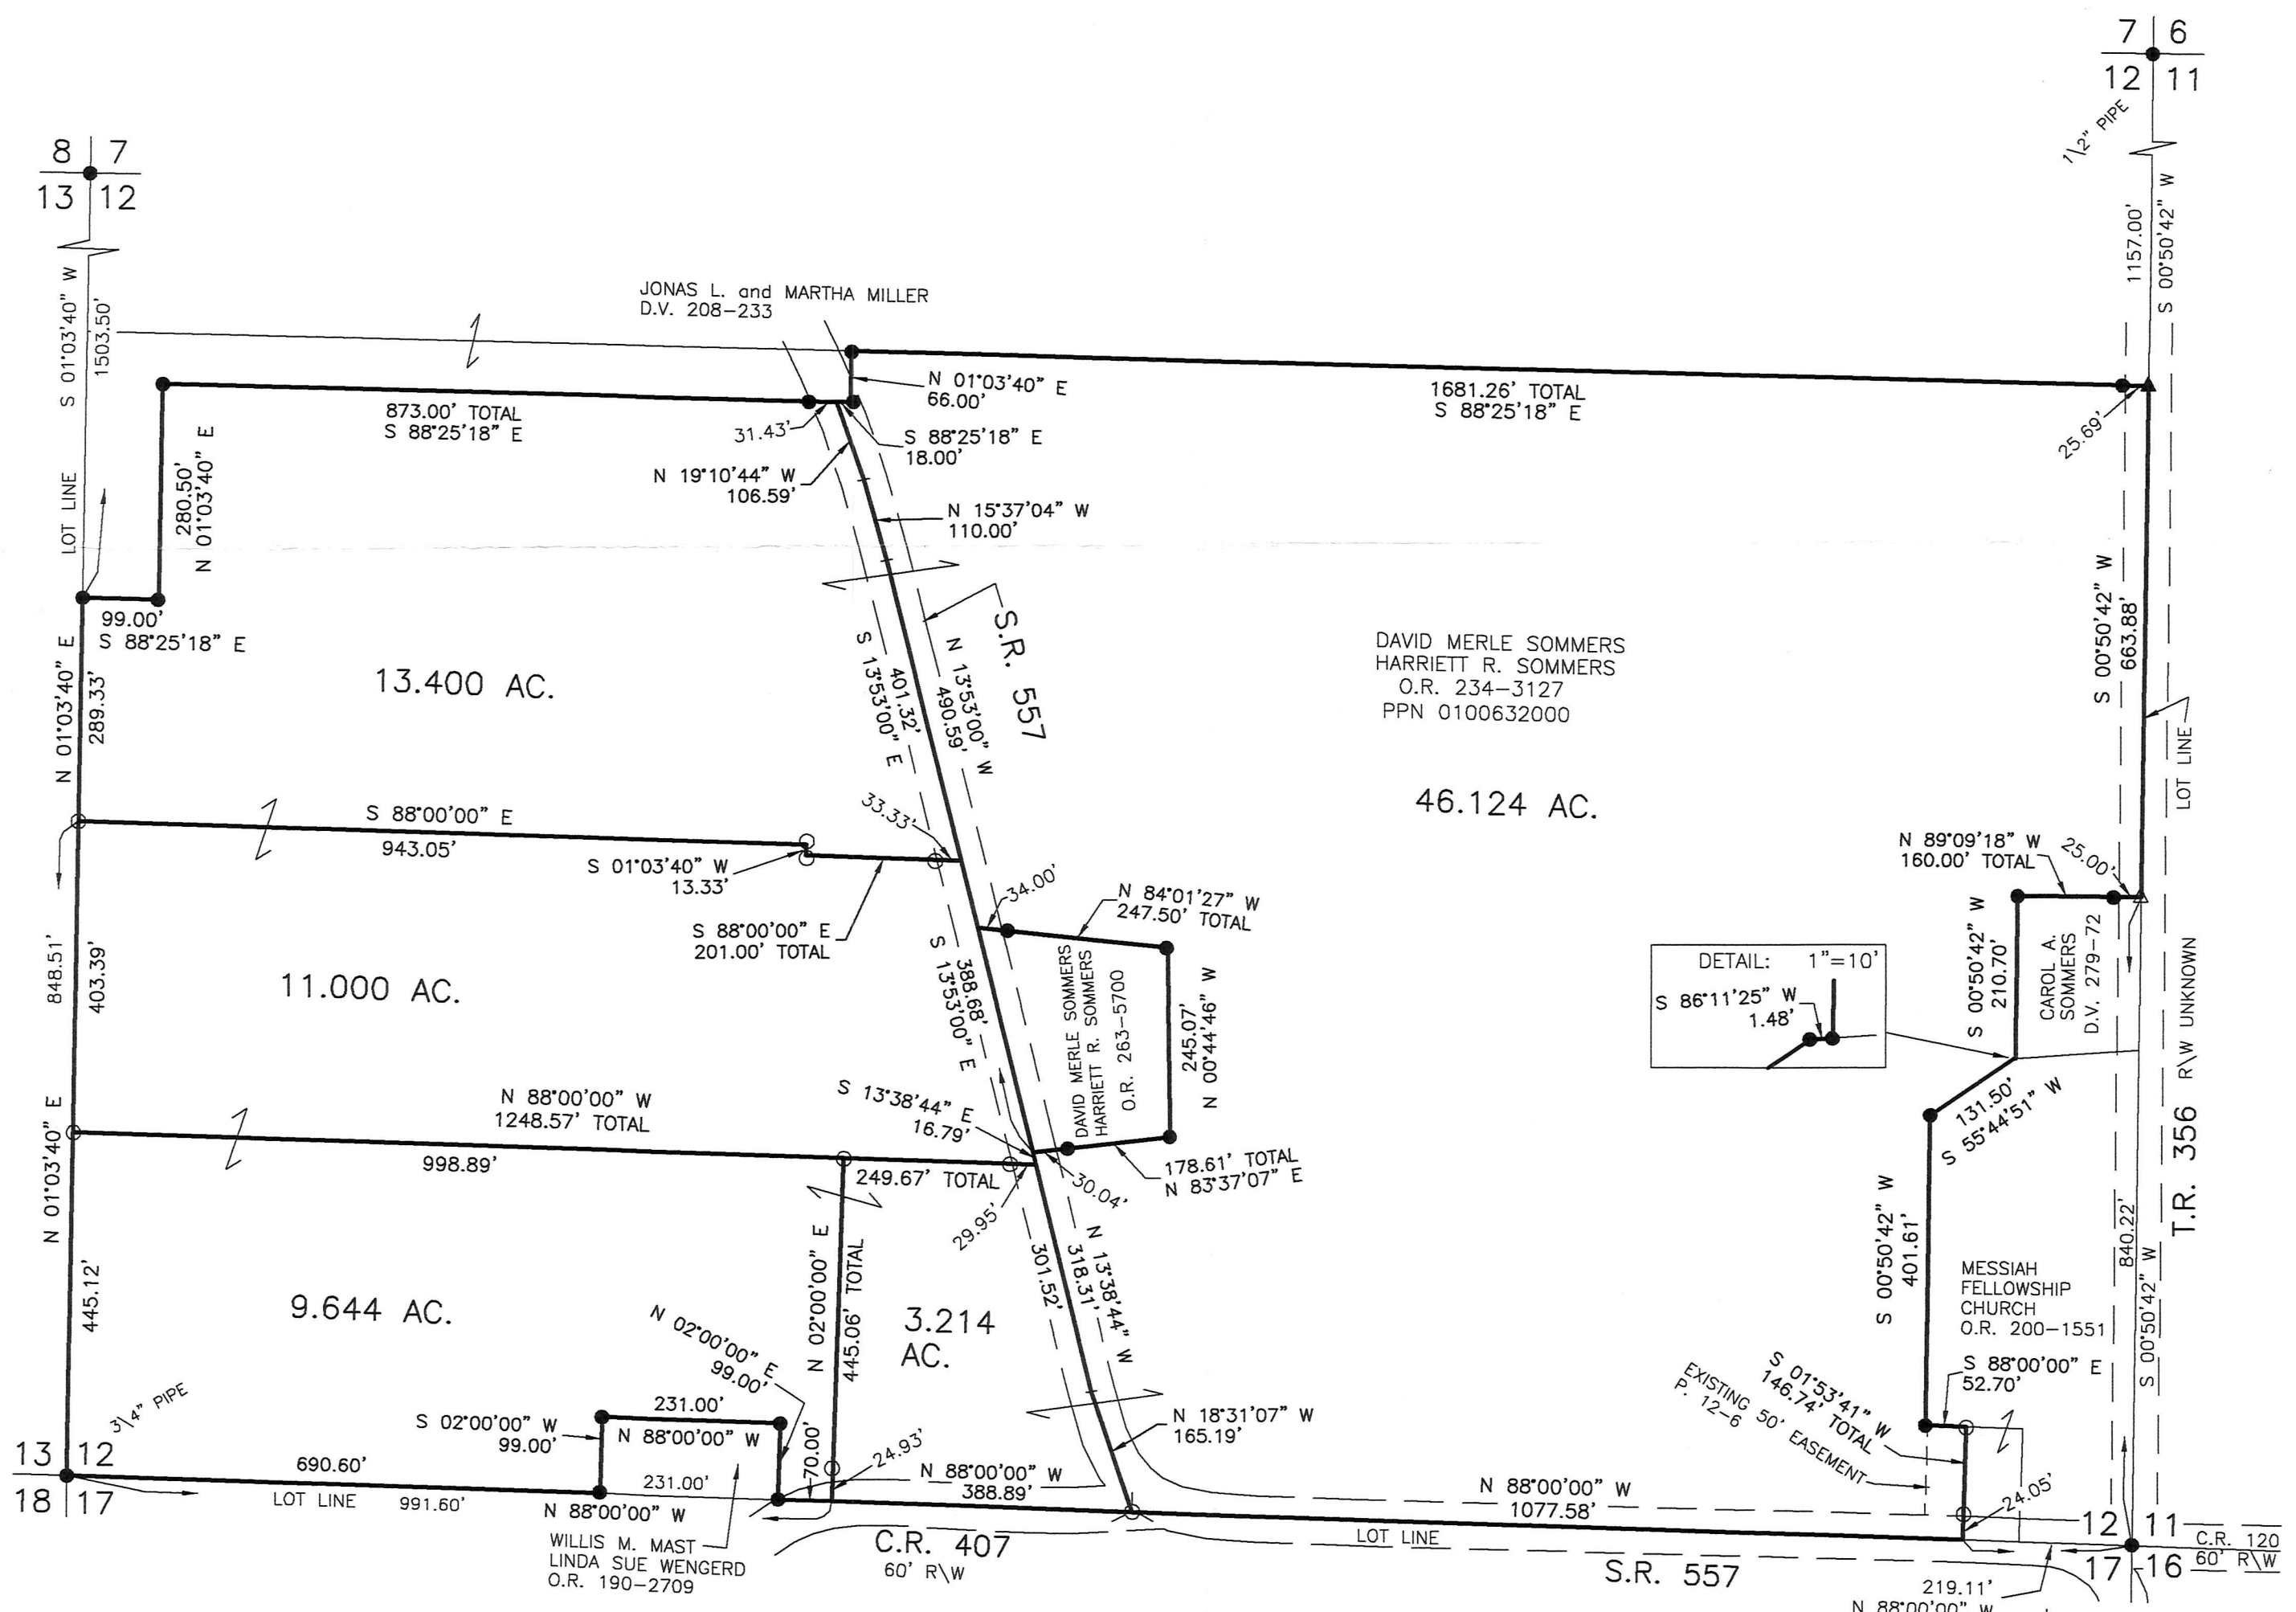 7 6
12 11
1\2" PIPE
1157.00'
S 00°50'42" W
8 7
13 12
S 01°03'40" W
1503.50'
LOT LINE
JONAS L. and MARTHA MILLER
D.V. 208-233
N 01°03'40" E
66.00'
1681.26' TOTAL
S 88°25'18" E
25.69'
873.00' TOTAL
S 88°25'18" E
31.43'
S 88°25'18" E
18.00'
280.50'
N 01°03'40" E
N 19°10'44" W
106.59'
N 15°37'04" W
110.00'
99.00'
S 88°25'18" E
N 01°03'40" E
289.33'
13.400 AC.
S 13°53'00" E
401.32'
490.59'
N 13°53'00" W
S.R. 557
DAVID MERLE SOMMERS
HARRIETT R. SOMMERS
O.R. 234-3127
PPN 0100632000
46.124 AC.
S 00°50'42" W
663.88'
LOT LINE
S 88°00'00" E
943.05'
33.33'
S 01°03'40" W
13.33'
S 88°00'00" E
201.00' TOTAL
34.00'
N 84°01'27" W
247.50' TOTAL
N 89°09'18" W
160.00' TOTAL
25.00'
848.51'
403.39'
11.000 AC.
S 13°53'00" E
388.68'
DAVID MERLE SOMMERS
HARRIETT R. SOMMERS
O.R. 263-5700
245.07'
N 00°44'46" W
DETAIL: 1"=10'
S 86°11'25" W
1.48'
S 00°50'42" W
210.70'
CAROL A.
SOMMERS
D.V. 279-72
R\W UNKNOWN
T.R. 356
N 88°00'00" W
1248.57' TOTAL
998.89'
249.67' TOTAL
S 13°38'44" E
16.79'
29.95'
30.04'
178.61' TOTAL
N 83°37'07" E
131.50'
S 55°44'51" W
N 01°03'40" E
445.12'
9.644 AC.
N 02°00'00" E
445.06' TOTAL
3.214
AC.
301.52'
318.31'
N 13°38'44" W
S 00°50'42" W
401.61'
840.22'
S 00°50'42" W
MESSIAH
FELLOWSHIP
CHURCH
O.R. 200-1551
S 88°00'00" E
52.70'
S 01°53'41" W
146.74' TOTAL
EXISTING 50' EASEMENT
P. 12-6
24.05'
3\4" PIPE
13 12
18 17
690.60'
LOT LINE
991.60'
S 02°00'00" W
99.00'
231.00'
N 88°00'00" W
N 02°00'00" E
99.00'
231.00'
N 88°00'00" W
70.00'
24.93'
N 88°00'00" W
388.89'
N 18°31'07" W
165.19'
N 88°00'00" W
1077.58'
LOT LINE
WILLIS M. MAST
LINDA SUE WENGERD
O.R. 190-2709
C.R. 407
60' R\W
S.R. 557
12 11
17 16
C.R. 120
60' R\W
219.11'
N 88°00'00" W